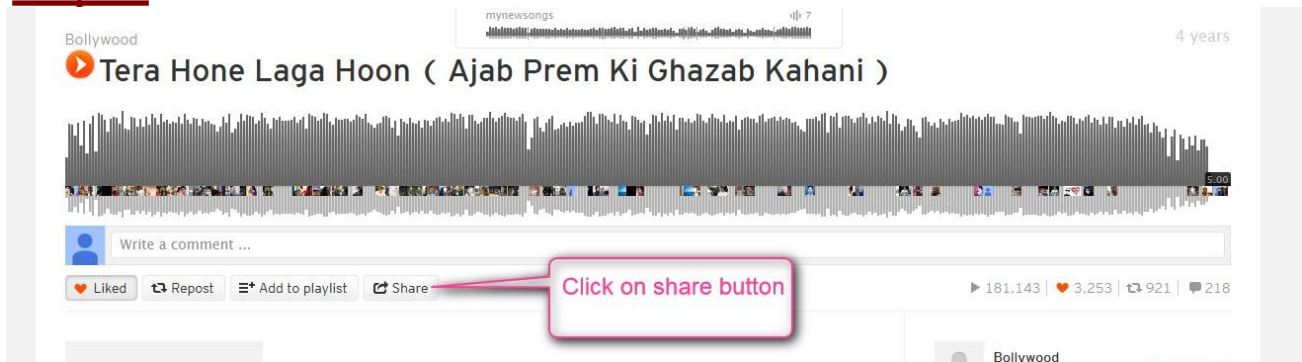 mynewsongs 7
Bollywood
4 years
Tera Hone Laga Hoon ( Ajab Prem Ki Ghazab Kahani )
5.00
Write a comment ...
Liked Repost Add to playlist Share
Click on share button
181,143 | 3,253 | 921 | 218
Bollywood